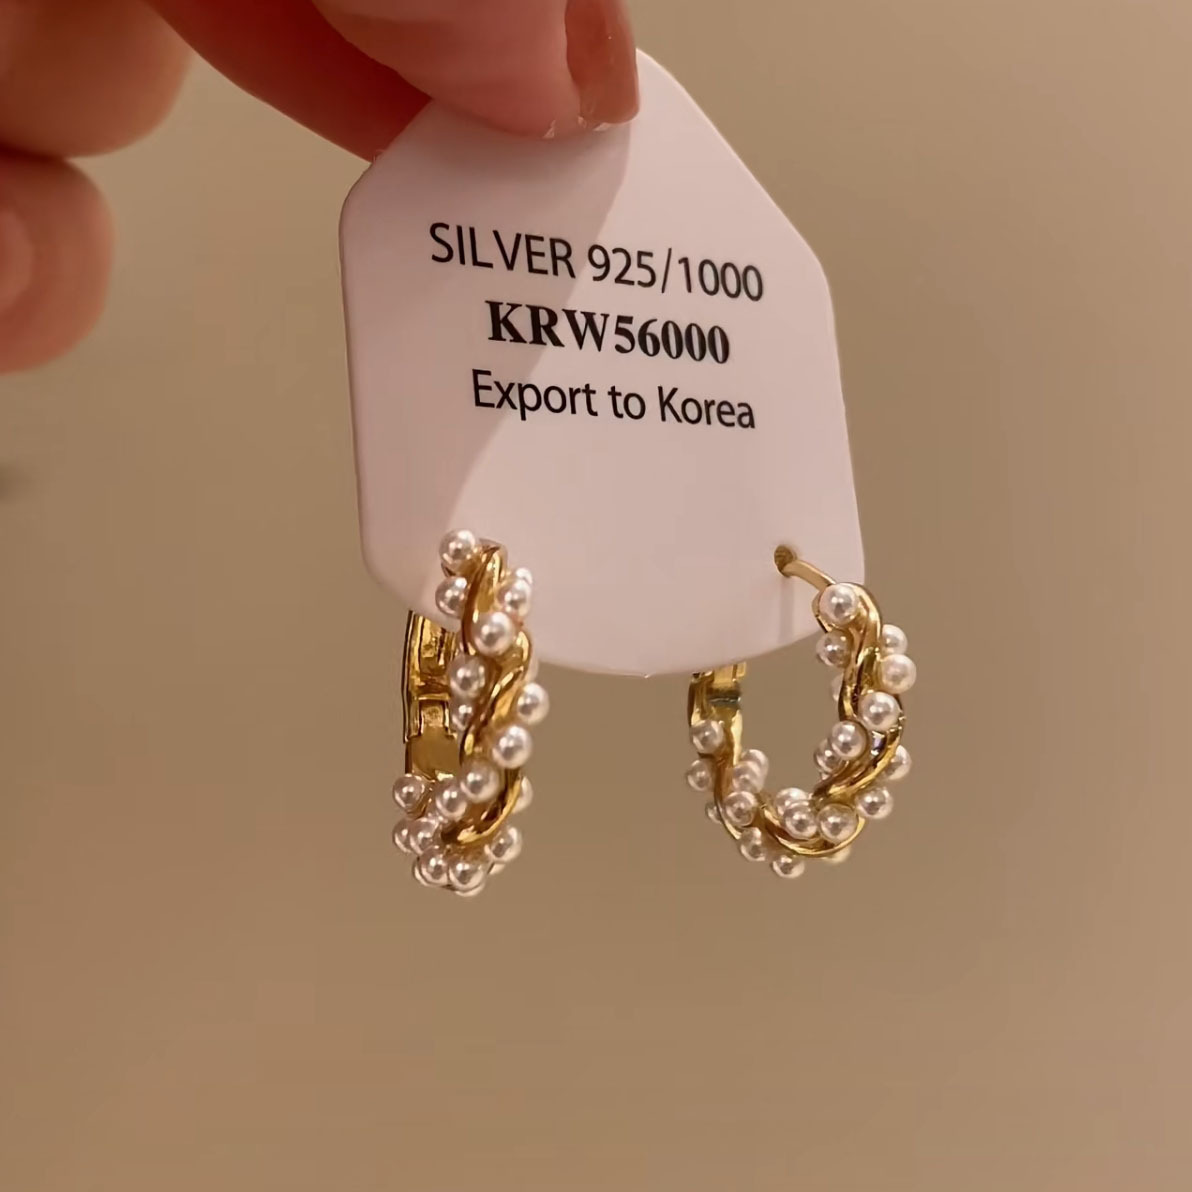 SILVER 925/1000
KRW56000
Export to Korea